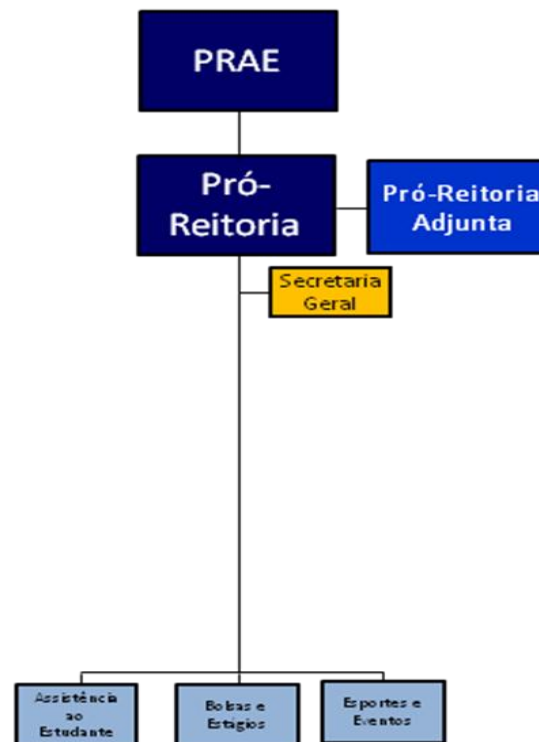 PRAE
Pró-
Reitoria
Pró-Reitoria
Adjunta
Secretaria
Geral
Assistência
ao
Estudante
Bolsas e
Estágios
Esportes e
Eventos